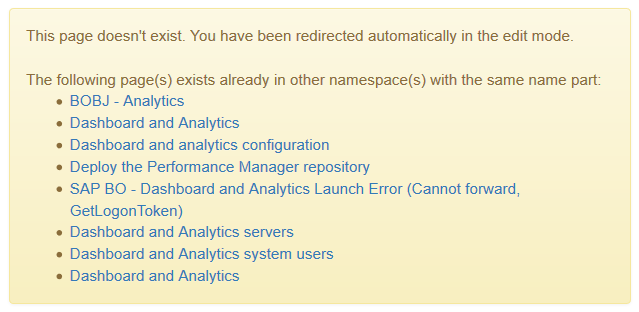 This page doesn't exist. You have been redirected automatically in the edit mode.
The following page(s) exists already in other namespace(s) with the same name part:
BOBJ - Analytics
Dashboard and Analytics
Dashboard and analytics configuration
Deploy the Performance Manager repository
SAP BO - Dashboard and Analytics Launch Error (Cannot forward,
GetLogonToken)
Dashboard and Analytics servers
Dashboard and Analytics system users
Dashboard and Analytics